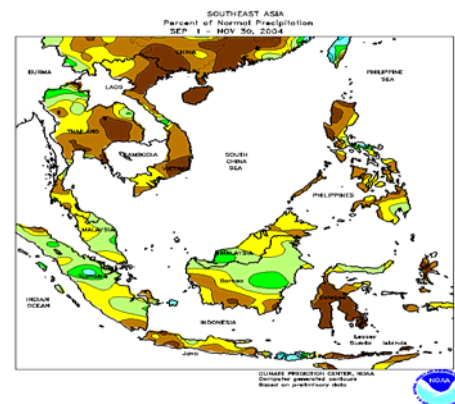 SOUTHEAST ASIA
Percent of Normal Precipitation
SEP 1 - NOV 30, 2004
CHINA
BURMA
PHILIPPINE
SEA
LAOS
THAILAND
CAMBODIA
VIETNAM
SOUTH
CHINA
SEA
PHILIPPINES
MALAYSIA
MALAYSIA
Borneo
INDIAN
OCEAN
INDONESIA
Lesser
Sunda Islands
Java
CLIMATE PREDICTION CENTER, NOAA
Computer generated contours
Based on preliminary data
NOAA